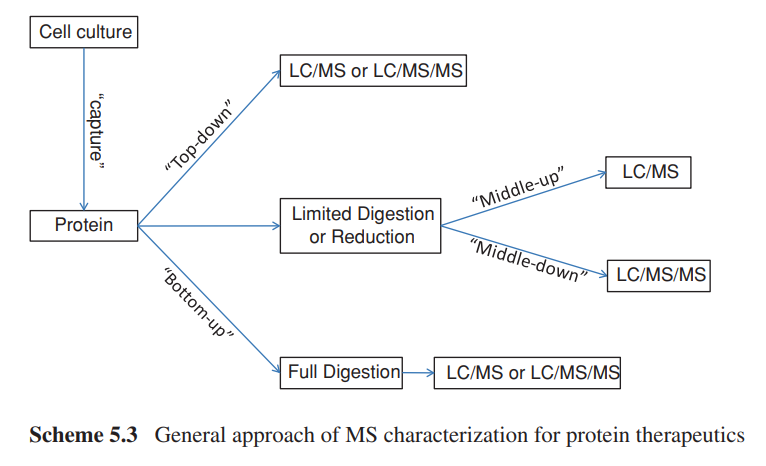 Cell culture
"capture"
Protein
"Top-down"
LC/MS or LC/MS/MS
Limited Digestion
or Reduction
"Middle-up"
LC/MS
"Middle-down"
LC/MS/MS
"Bottom-up"
Full Digestion
LC/MS or LC/MS/MS
Scheme 5.3 General approach of MS characterization for protein therapeutics